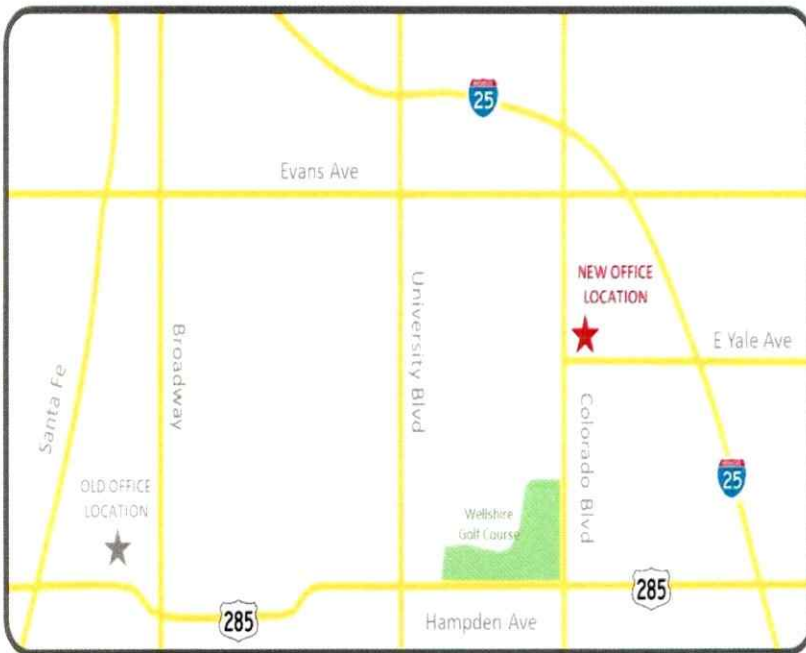 25
Evans Ave
NEW OFFICE
LOCATION
University Blvd
Broadway
E Yale Ave
Santa Fe
Colorado Blvd
25
OLD OFFICE
LOCATION
Wellshire
Golf Course
285
285
Hampden Ave